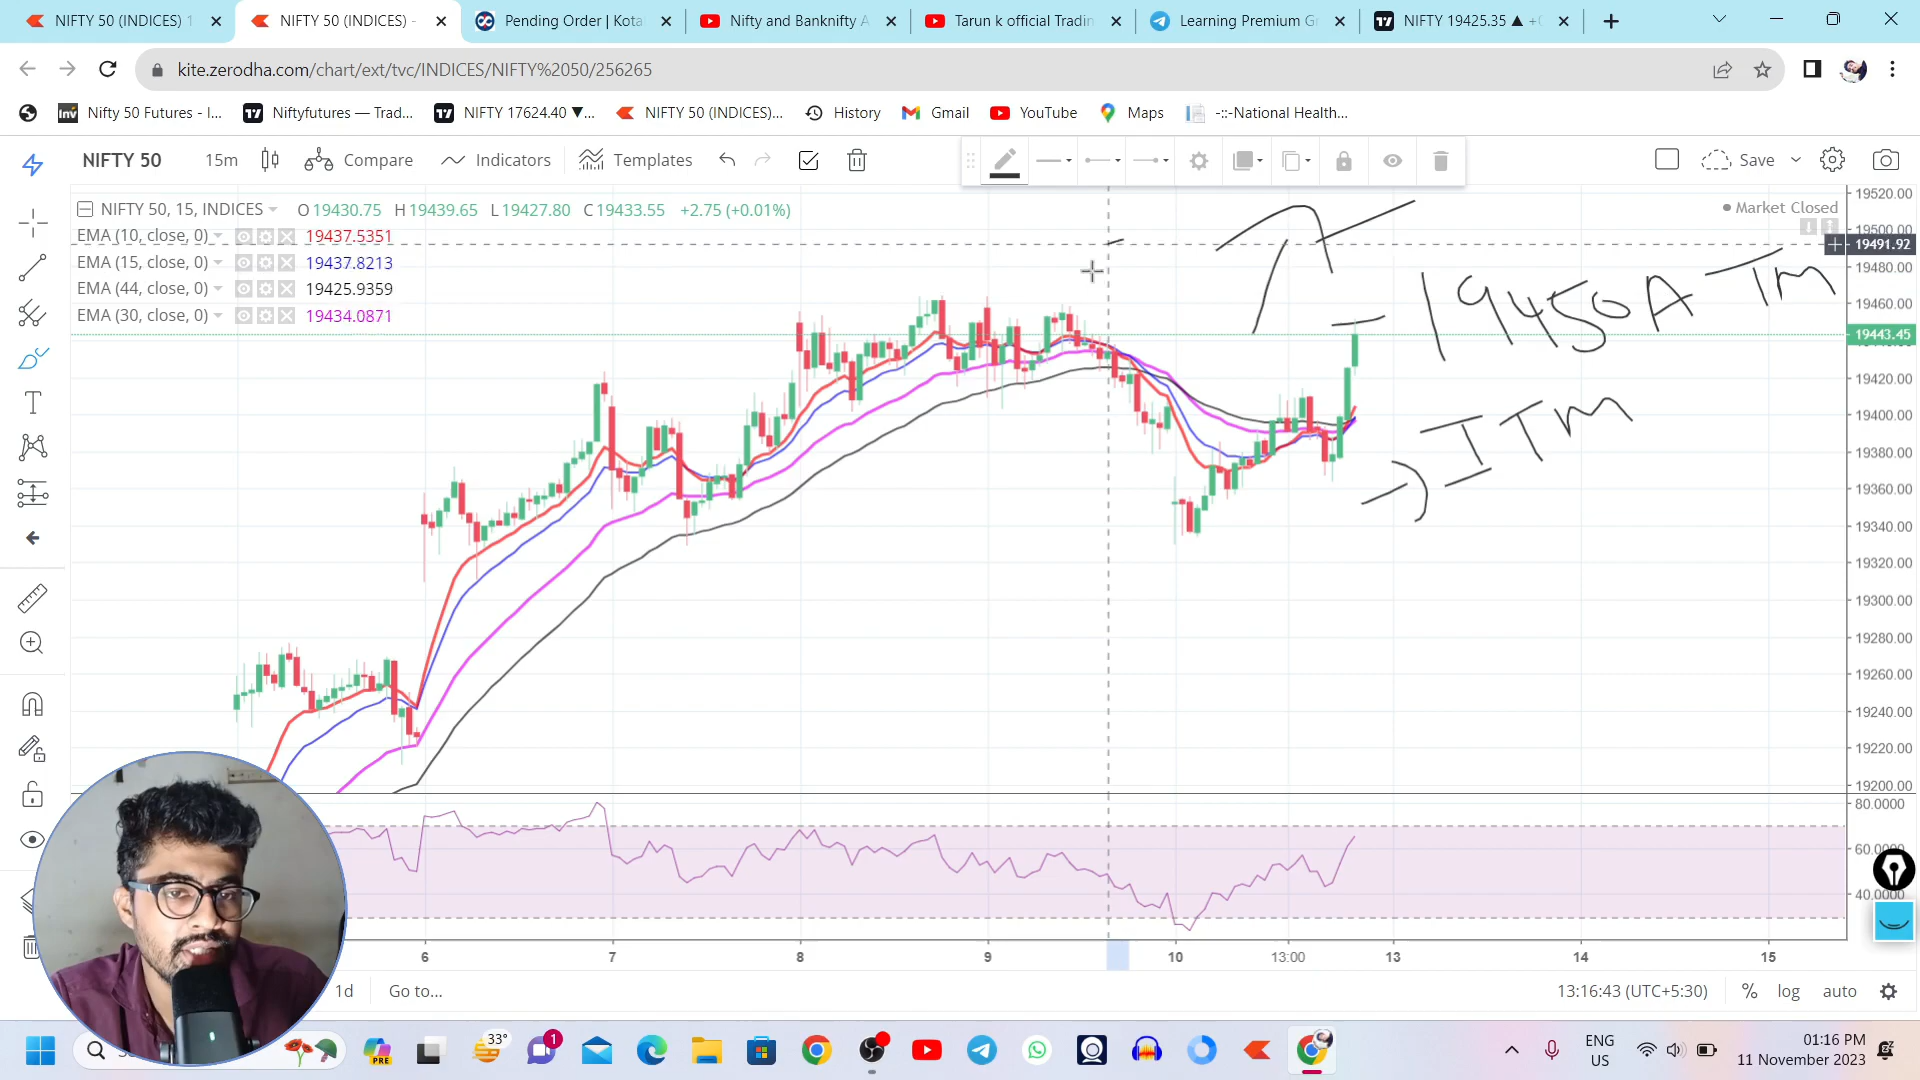 NIFTY 50 (INDICES) 1
NIFTY 50 (INDICES) -
Pending Order | Kota
Nifty and Banknifty A
Tarun k official Tradin
Learning Premium Gr
NIFTY 19425.35 ▲ +0
kite.zerodha.com/chart/ext/tvc/INDICES/NIFTY%2050/256265
Nifty 50 Futures - I...
Niftyfutures — Trad...
NIFTY 17624.40 ▼...
NIFTY 50 (INDICES)...
History
Gmail
YouTube
Maps
-::-National Health...
NIFTY 50
15m
Compare
Indicators
Templates
Save
NIFTY 50, 15, INDICES
O 19430.75 H 19439.65 L 19427.80 C 19433.55 +2.75 (+0.01%)
Market Closed
EMA (10, close, 0) 19437.5351
EMA (15, close, 0) 19437.8213
EMA (44, close, 0) 19425.9359
EMA (30, close, 0) 19434.0871
19450 ATM
ITM
19520.00
19500.00
19491.92
19480.00
19460.00
19443.45
19420.00
19400.00
19380.00
19360.00
19340.00
19320.00
19300.00
19280.00
19260.00
19240.00
19220.00
19200.00
80.0000
60.0000
40.0000
6 7 8 9 10 13:00 13 14 15
1d
Go to...
13:16:43 (UTC+5:30)
%
log
auto
PRE
33°
1
ENG
US
01:16 PM
11 November 2023